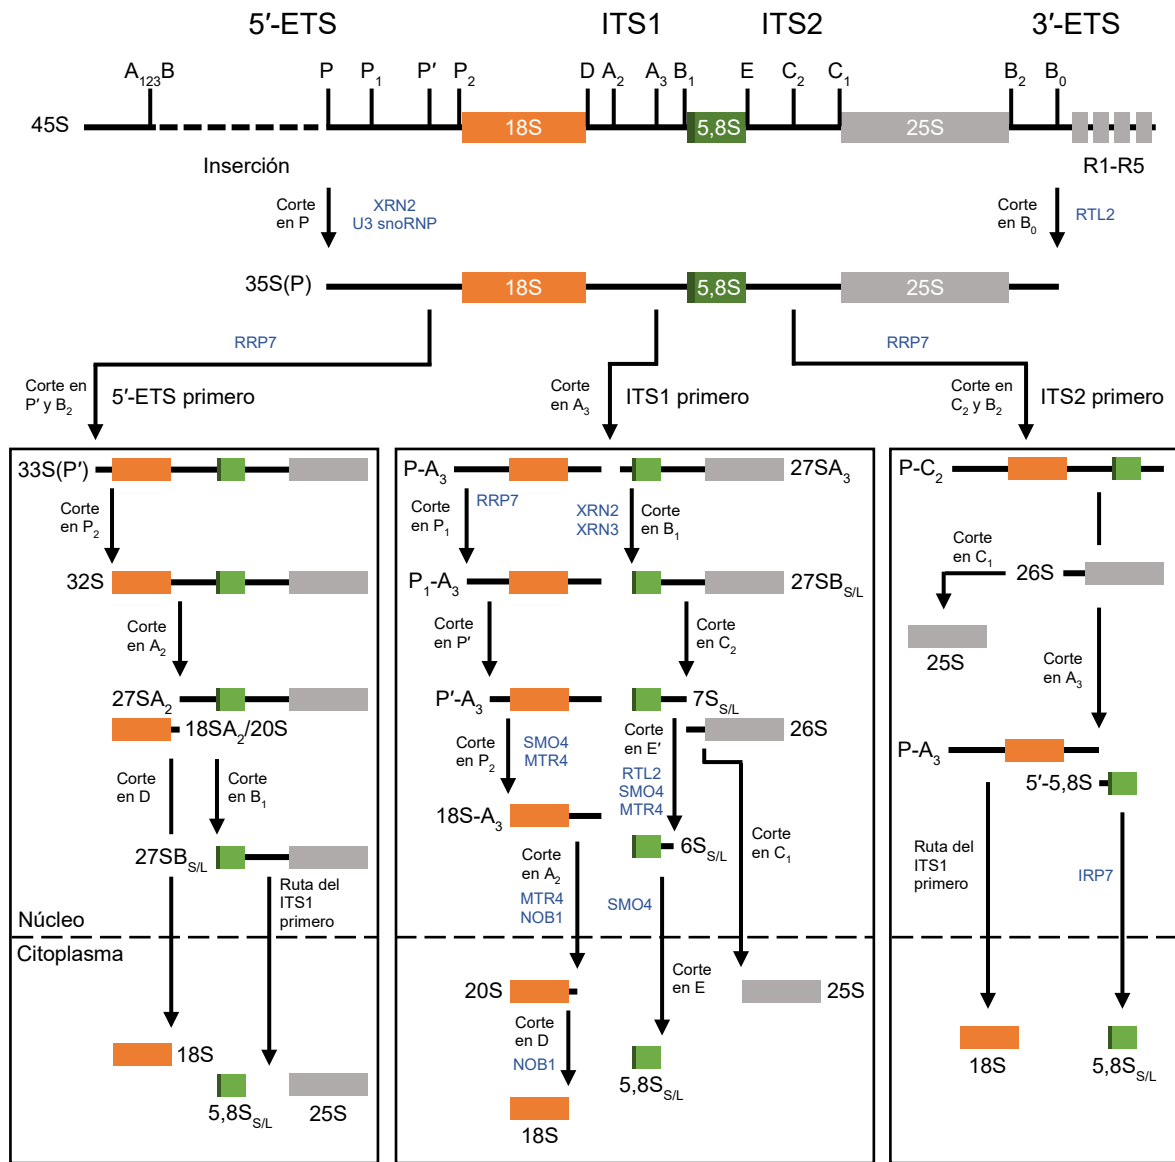 5′-ETS ITS1 ITS2 3′-ETS
A₁₂₃B P P₁ P′ P₂ D A₂ A₃ B₁ E C₂ C₁ B₂ B₀
45S 18S 5,8S 25S
Inserción R1-R5
Corte
en P
XRN2
U3 snoRNP
Corte
en B₀
RTL2
35S(P) 18S 5,8S 25S
RRP7 RRP7
Corte en
P′ y B₂
5′-ETS primero
Corte
en A₃
ITS1 primero
Corte en
C₂ y B₂
ITS2 primero
33S(P′)
Corte
en P₂
32S
Corte
en A₂
27SA₂
18SA₂/20S
Corte
en D
Corte
en B₁
27SB_S/L
Ruta del
ITS1
primero
Núcleo
Citoplasma
18S
5,8S_S/L 25S
P-A₃ 27SA₃
Corte
en P₁
RRP7
XRN2
XRN3
Corte
en B₁
P₁-A₃ 27SB_S/L
Corte
en P′
Corte
en C₂
P′-A₃ 7S_S/L
26S
Corte
en P₂
SMO4
MTR4
Corte
en E′
RTL2
SMO4
MTR4
18S-A₃ 6S_S/L
Corte
en A₂
MTR4
NOB1
SMO4
Corte
en C₁
20S
Corte
en E
25S
Corte
en D
NOB1
5,8S_S/L
18S
P-C₂
Corte
en C₁
26S
25S
Corte
en A₃
P-A₃
5′-5,8S
Ruta del
ITS1
primero
IRP7
18S 5,8S_S/L